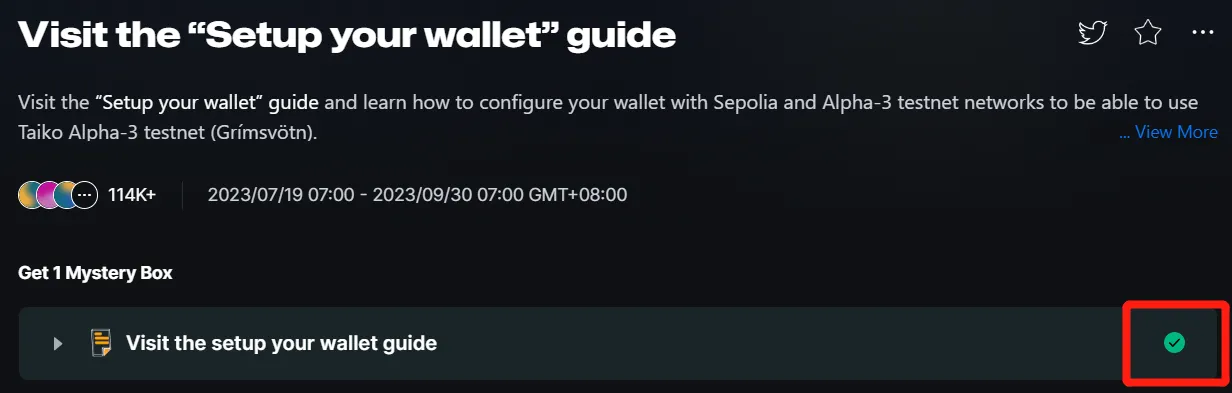 Visit the “Setup your wallet” guide
Visit the “Setup your wallet” guide and learn how to configure your wallet with Sepolia and Alpha-3 testnet networks to be able to use
Taiko Alpha-3 testnet (Grímsvötn).
... View More
114K+
2023/07/19 07:00 - 2023/09/30 07:00 GMT+08:00
Get 1 Mystery Box
Visit the setup your wallet guide